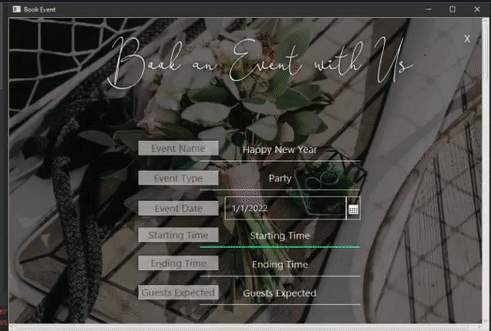 Book Event
Book an Event with Us
X
Event Name Happy New Year
Event Type Party
Event Date 1/1/2022
Starting Time Starting Time
Ending Time Ending Time
Guests Expected Guests Expected